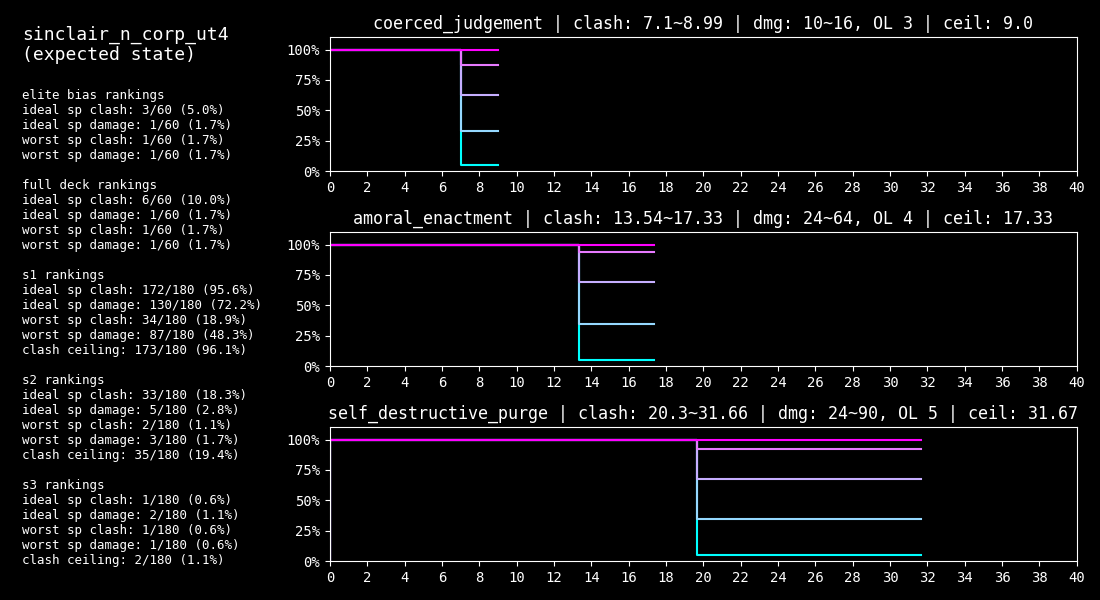 sinclair_n_corp_ut4
(expected state)
elite bias rankings
ideal sp clash: 3/60 (5.0%)
ideal sp damage: 1/60 (1.7%)
worst sp clash: 1/60 (1.7%)
worst sp damage: 1/60 (1.7%)
full deck rankings
ideal sp clash: 6/60 (10.0%)
ideal sp damage: 1/60 (1.7%)
worst sp clash: 1/60 (1.7%)
worst sp damage: 1/60 (1.7%)
s1 rankings
ideal sp clash: 172/180 (95.6%)
ideal sp damage: 130/180 (72.2%)
worst sp clash: 34/180 (18.9%)
worst sp damage: 87/180 (48.3%)
clash ceiling: 173/180 (96.1%)
s2 rankings
ideal sp clash: 33/180 (18.3%)
ideal sp damage: 5/180 (2.8%)
worst sp clash: 2/180 (1.1%)
worst sp damage: 3/180 (1.7%)
clash ceiling: 35/180 (19.4%)
s3 rankings
ideal sp clash: 1/180 (0.6%)
ideal sp damage: 2/180 (1.1%)
worst sp clash: 1/180 (0.6%)
worst sp damage: 1/180 (0.6%)
clash ceiling: 2/180 (1.1%)
coerced_judgement | clash: 7.1~8.99 | dmg: 10~16, OL 3 | ceil: 9.0
100%
75%
50%
25%
0%
0 2 4 6 8 10 12 14 16 18 20 22 24 26 28 30 32 34 36 38 40
amoral_enactment | clash: 13.54~17.33 | dmg: 24~64, OL 4 | ceil: 17.33
100%
75%
50%
25%
0%
0 2 4 6 8 10 12 14 16 18 20 22 24 26 28 30 32 34 36 38 40
self_destructive_purge | clash: 20.3~31.66 | dmg: 24~90, OL 5 | ceil: 31.67
100%
75%
50%
25%
0%
0 2 4 6 8 10 12 14 16 18 20 22 24 26 28 30 32 34 36 38 40